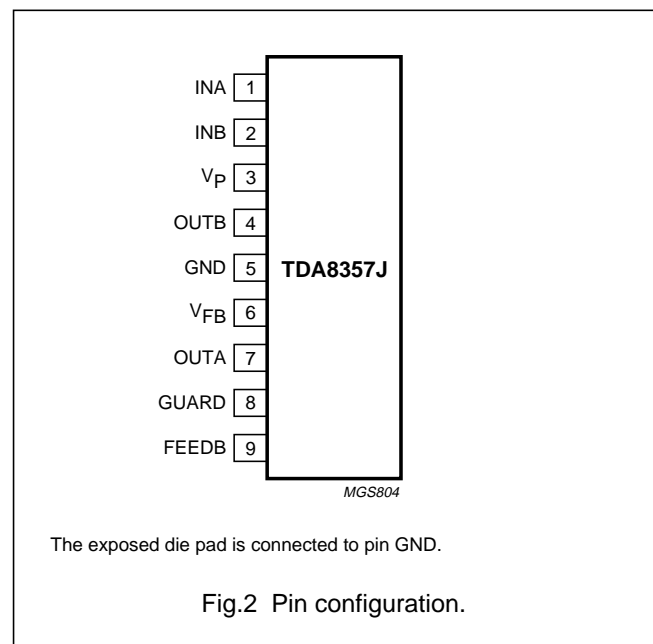 INA 1
INB 2
VP 3
OUTB 4
GND 5
TDA8357J
VFB 6
OUTA 7
GUARD 8
FEEDB 9
MGS804
The exposed die pad is connected to pin GND.
Fig.2 Pin configuration.